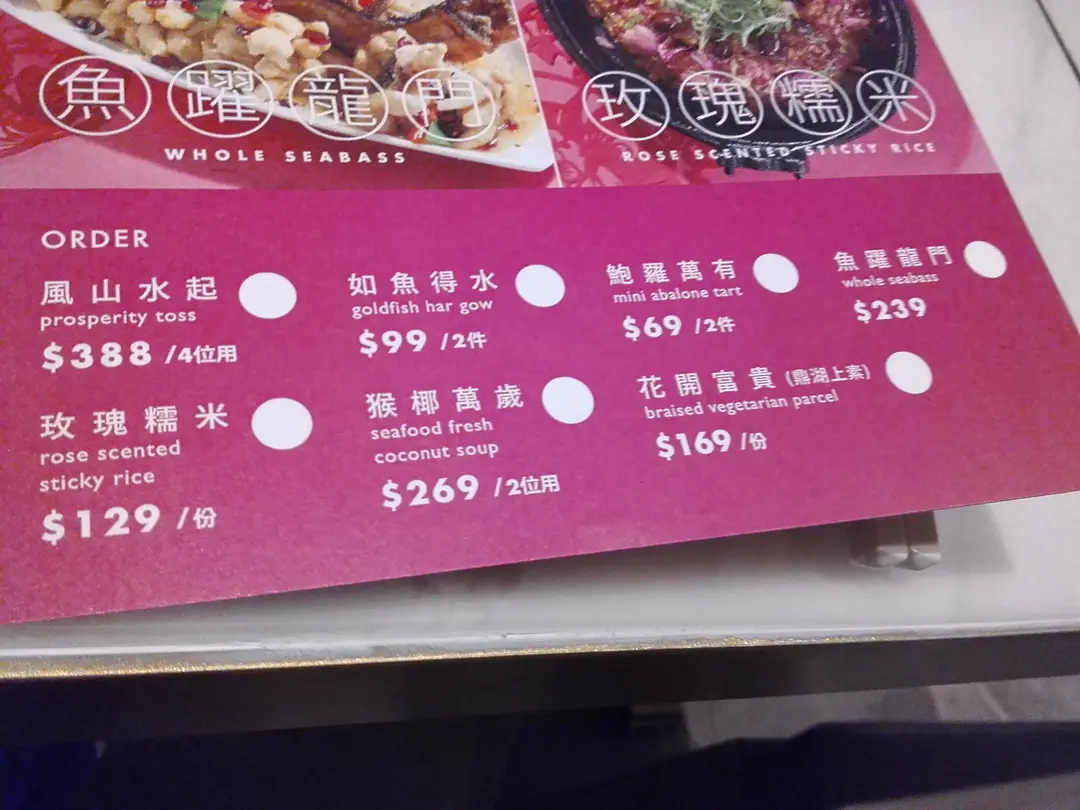 魚躍龍門
WHOLE SEABASS
玫瑰糯米
ROSE SCENTED STICKY RICE
ORDER
風山水起
prosperity toss
$388 /4位用
如魚得水
goldfish har gow
$99 /2件
鮑羅萬有
mini abalone tart
$69 /2件
魚躍龍門
whole seabass
$239
玫瑰糯米
rose scented
sticky rice
$129 /份
猴椰萬歲
seafood fresh
coconut soup
$269 /2位用
花開富貴 (鼎湖上素)
braised vegetarian parcel
$169 /份